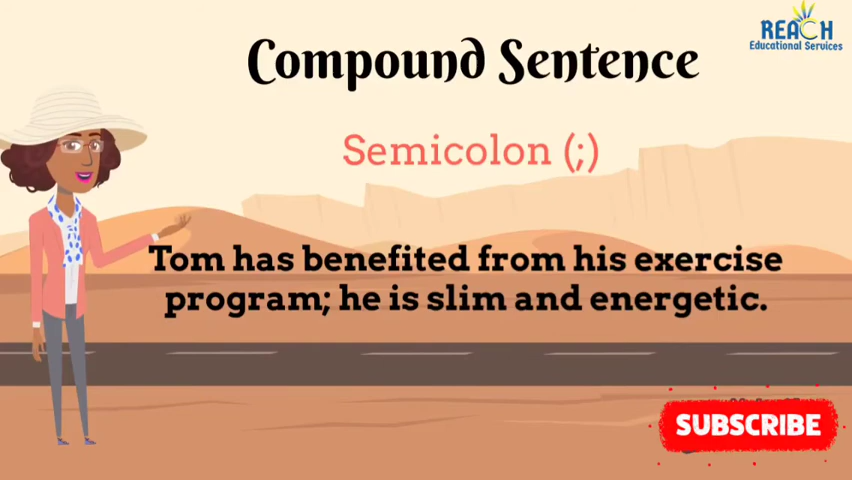 REACH
Educational Services
Compound Sentence
Semicolon (;)
Tom has benefited from his exercise
program; he is slim and energetic.
SUBSCRIBE